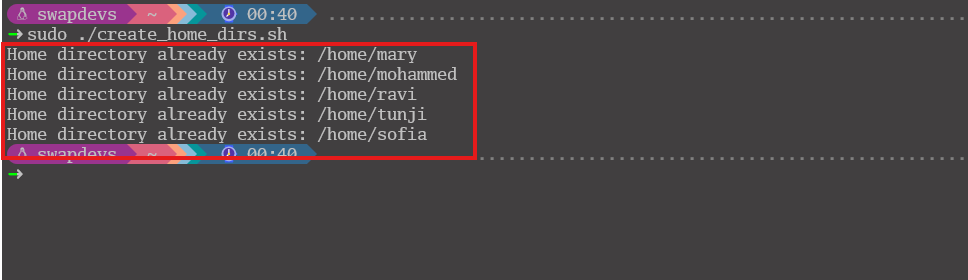 swapdevs ~ 00:40 ................................................................
➜ sudo ./create_home_dirs.sh
Home directory already exists: /home/mary
Home directory already exists: /home/mohammed
Home directory already exists: /home/ravi
Home directory already exists: /home/tunji
Home directory already exists: /home/sofia
swapdevs ~ 00:40 .................................................
➜